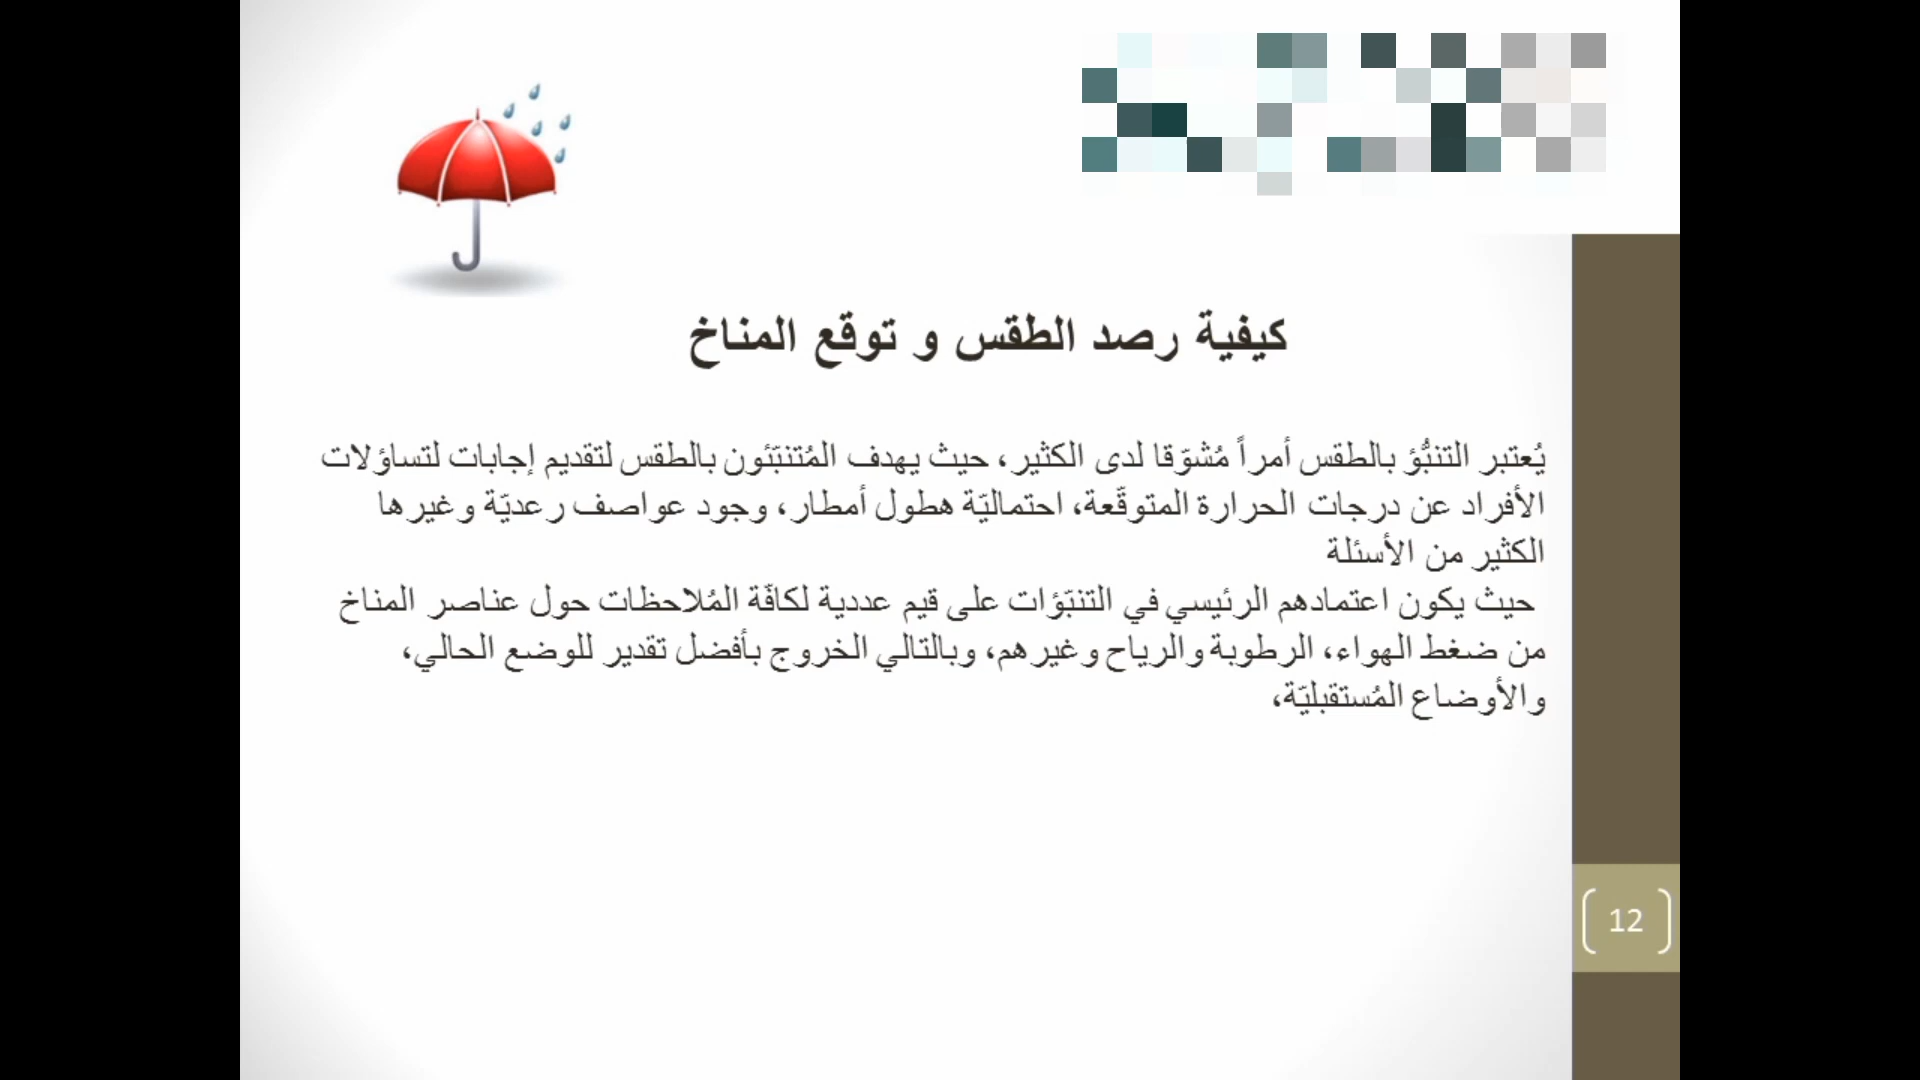 كيفية رصد الطقس و توقع المناخ
يُعتبر التنبُّؤ بالطقس أمراً مُشوّقا لدى الكثير، حيث يهدف المُتنبّئون بالطقس لتقديم إجابات لتساؤلات
الأفراد عن درجات الحرارة المتوقّعة، احتماليّة هطول أمطار، وجود عواصف رعديّة وغيرها
الكثير من الأسئلة
حيث يكون اعتمادهم الرئيسي في التنبّؤات على قيم عددية لكافّة المُلاحظات حول عناصر المناخ
من ضغط الهواء، الرطوبة والرياح وغيرهم، وبالتالي الخروج بأفضل تقدير للوضع الحالي،
والأوضاع المُستقبليّة،
12